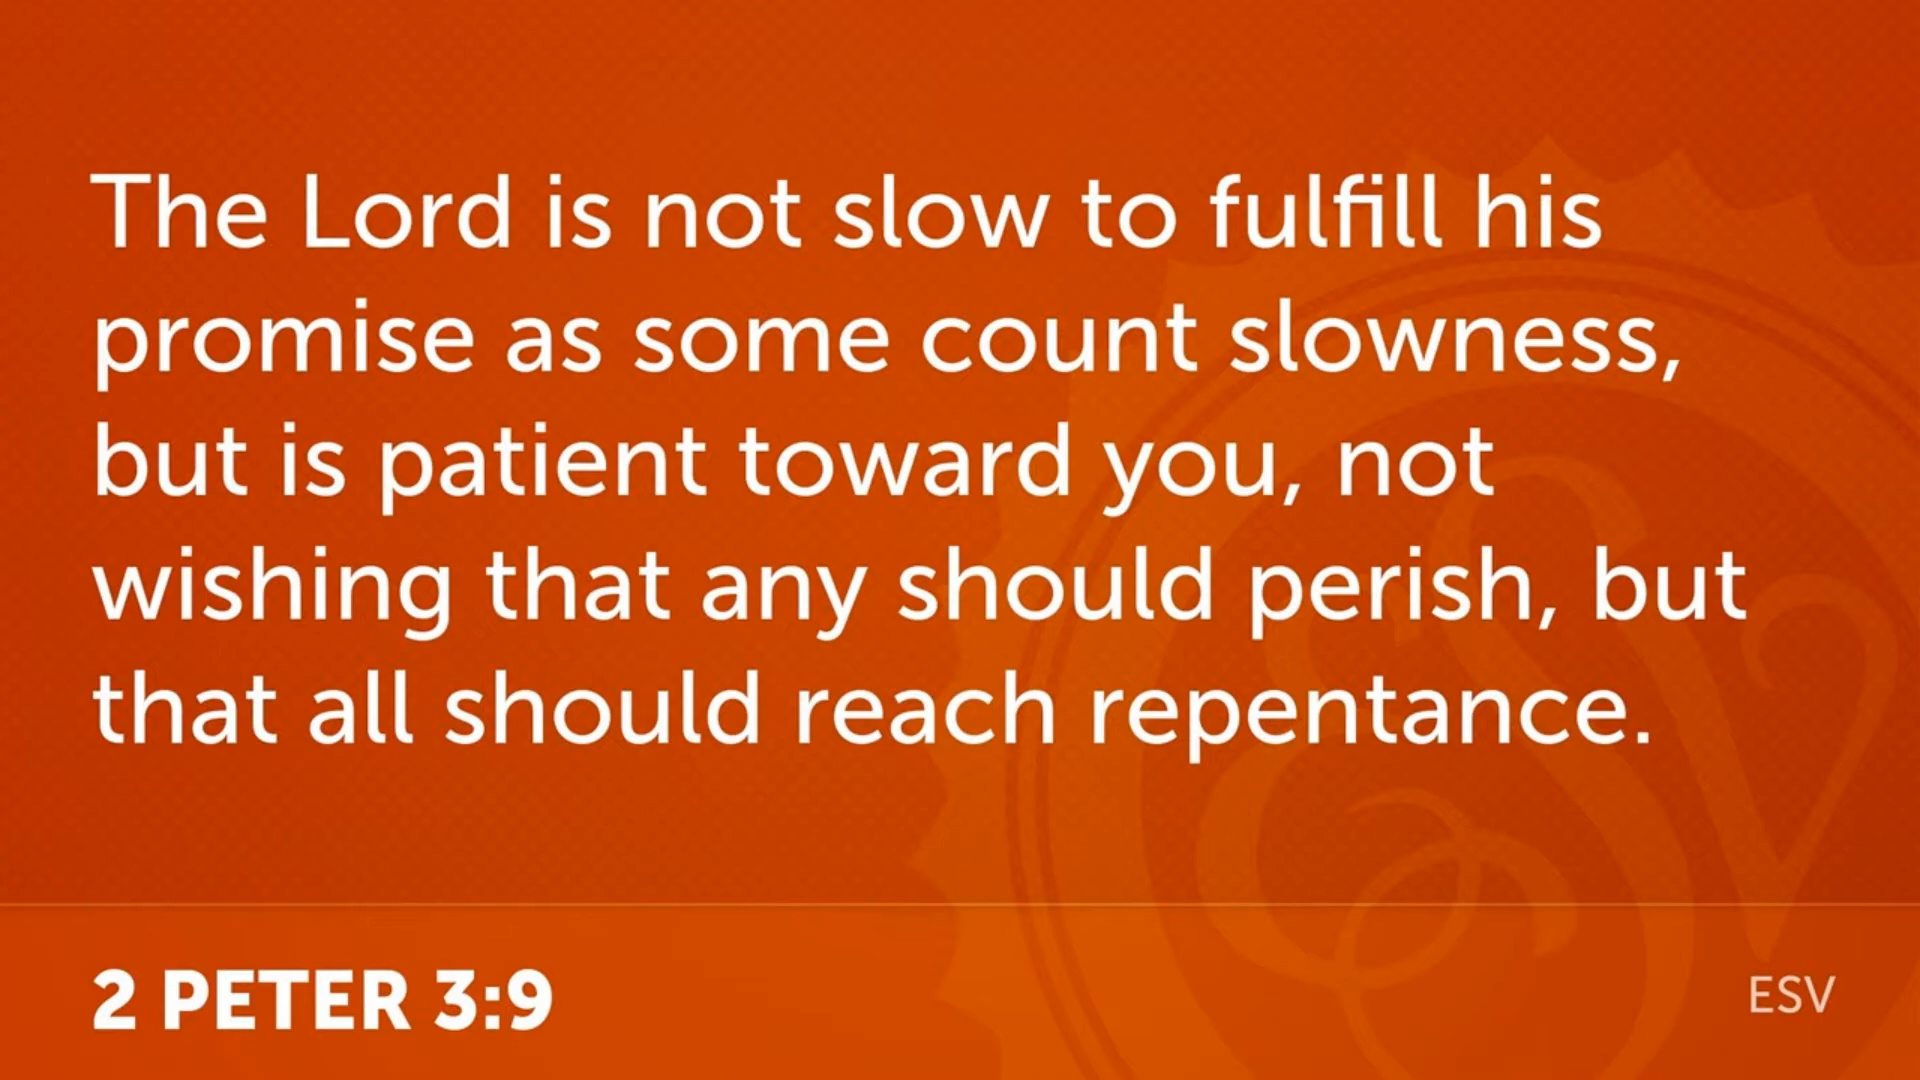 The Lord is not slow to fulfill his
promise as some count slowness,
but is patient toward you, not
wishing that any should perish, but
that all should reach repentance.
2 PETER 3:9
ESV